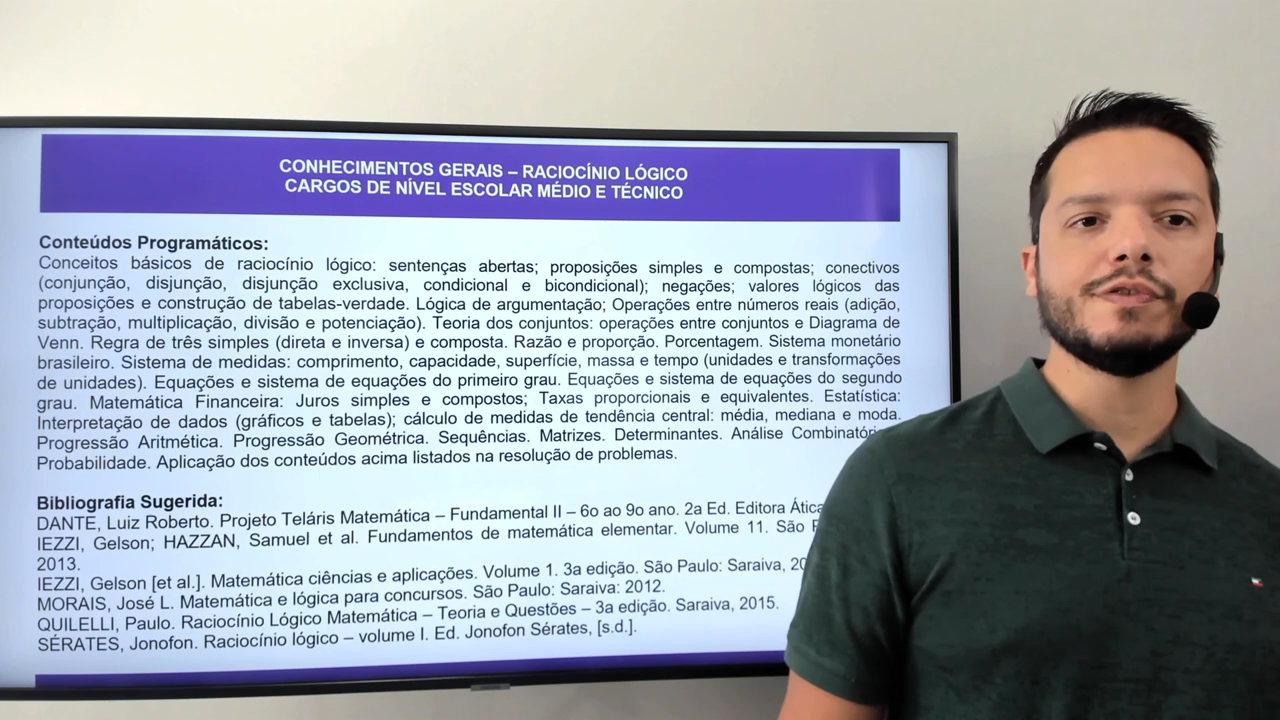 CONHECIMENTOS GERAIS – RACIOCÍNIO LÓGICO
CARGOS DE NÍVEL ESCOLAR MÉDIO E TÉCNICO
Conteúdos Programáticos:
Conceitos básicos de raciocínio lógico: sentenças abertas; proposições simples e compostas; conectivos
(conjunção, disjunção, disjunção exclusiva, condicional e bicondicional); negações; valores lógicos das
proposições e construção de tabelas-verdade. Lógica de argumentação; Operações entre números reais (adição,
subtração, multiplicação, divisão e potenciação). Teoria dos conjuntos: operações entre conjuntos e Diagrama de
Venn. Regra de três simples (direta e inversa) e composta. Razão e proporção. Porcentagem. Sistema monetário
brasileiro. Sistema de medidas: comprimento, capacidade, superfície, massa e tempo (unidades e transformações
de unidades). Equações e sistema de equações do primeiro grau. Equações e sistema de equações do segundo
grau. Matemática Financeira: Juros simples e compostos; Taxas proporcionais e equivalentes. Estatística:
Interpretação de dados (gráficos e tabelas); cálculo de medidas de tendência central: média, mediana e moda.
Progressão Aritmética. Progressão Geométrica. Sequências. Matrizes. Determinantes. Análise
Probabilidade. Aplicação dos conteúdos acima listados na resolução de problemas.
Bibliografia Sugerida:
DANTE, Luiz Roberto. Projeto Teláris Matemática – Fundamental II – 6o ao 9o ano. 2a Ed. Editora Ática
IEZZI, Gelson; HAZZAN, Samuel et al. Fundamentos de matemática elementar. Volume 11. São
2013.
IEZZI, Gelson [et al.]. Matemática ciências e aplicações. Volume 1. 3a edição. São Paulo: Saraiva,
MORAIS, José L. Matemática e lógica para concursos. São Paulo: Saraiva: 2012.
QUILELLI, Paulo. Raciocínio Lógico Matemática – Teoria e Questões – 3a edição. Saraiva, 2015.
SÉRATES, Jonofon. Raciocínio lógico – volume I. Ed. Jonofon Sérates, [s.d.].